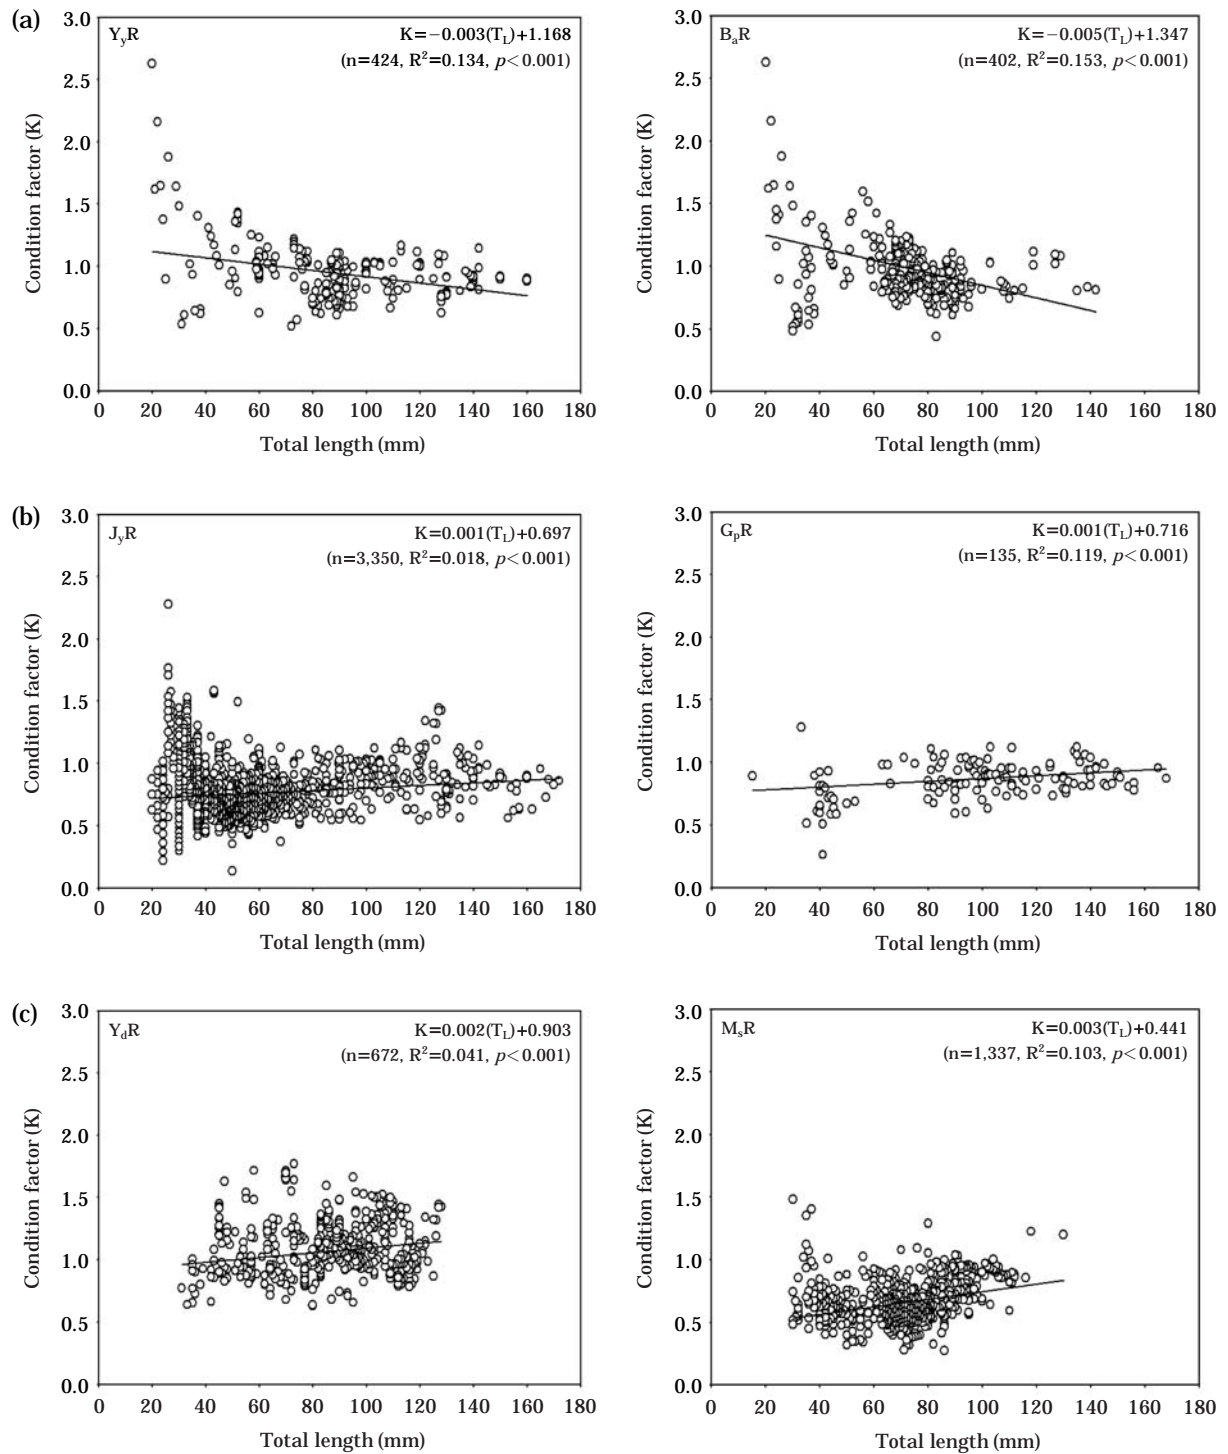 (a)
YyR
K=−0.003(TL)+1.168
(n=424, R2=0.134, p<0.001)
3.0
2.5
2.0
1.5
1.0
0.5
0.0
Condition factor (K)
0 20 40 60 80 100 120 140 160 180
Total length (mm)
BaR
K=−0.005(TL)+1.347
(n=402, R2=0.153, p<0.001)
3.0
2.5
2.0
1.5
1.0
0.5
0.0
Condition factor (K)
0 20 40 60 80 100 120 140 160 180
Total length (mm)
(b)
JyR
K=0.001(TL)+0.697
(n=3,350, R2=0.018, p<0.001)
3.0
2.5
2.0
1.5
1.0
0.5
0.0
Condition factor (K)
0 20 40 60 80 100 120 140 160 180
Total length (mm)
GpR
K=0.001(TL)+0.716
(n=135, R2=0.119, p<0.001)
3.0
2.5
2.0
1.5
1.0
0.5
0.0
Condition factor (K)
0 20 40 60 80 100 120 140 160 180
Total length (mm)
(c)
YdR
K=0.002(TL)+0.903
(n=672, R2=0.041, p<0.001)
3.0
2.5
2.0
1.5
1.0
0.5
0.0
Condition factor (K)
0 20 40 60 80 100 120 140 160 180
Total length (mm)
MsR
K=0.003(TL)+0.441
(n=1,337, R2=0.103, p<0.001)
3.0
2.5
2.0
1.5
1.0
0.5
0.0
Condition factor (K)
0 20 40 60 80 100 120 140 160 180
Total length (mm)